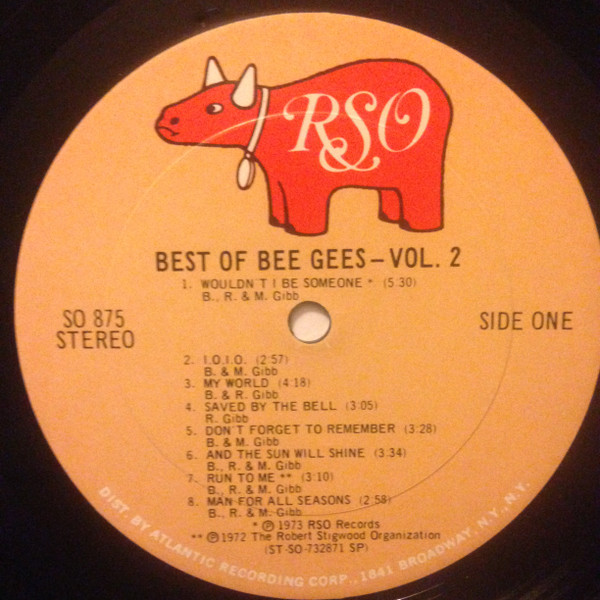 RSO
BEST OF BEE GEES – VOL. 2
1. WOULDN'T I BE SOMEONE * (5:30)
B., R. & M. Gibb
SO 875
STEREO
SIDE ONE
2. I.O.I.O. (2:57)
B. & M. Gibb
3. MY WORLD (4:18)
B. & R. Gibb
4. SAVED BY THE BELL (3:05)
R. Gibb
5. DON'T FORGET TO REMEMBER (3:28)
B. & M. Gibb
6. AND THE SUN WILL SHINE (3:34)
B., R. & M. Gibb
7. RUN TO ME ** (3:10)
B., R. & M. Gibb
8. MAN FOR ALL SEASONS (2:58)
B., R. & M. Gibb
* ℗ 1973 RSO Records
** ℗ 1972 The Robert Stigwood Organization
(ST-SO-732871 SP)
DIST. BY ATLANTIC RECORDING CORP., 1841 BROADWAY, N.Y., N.Y.